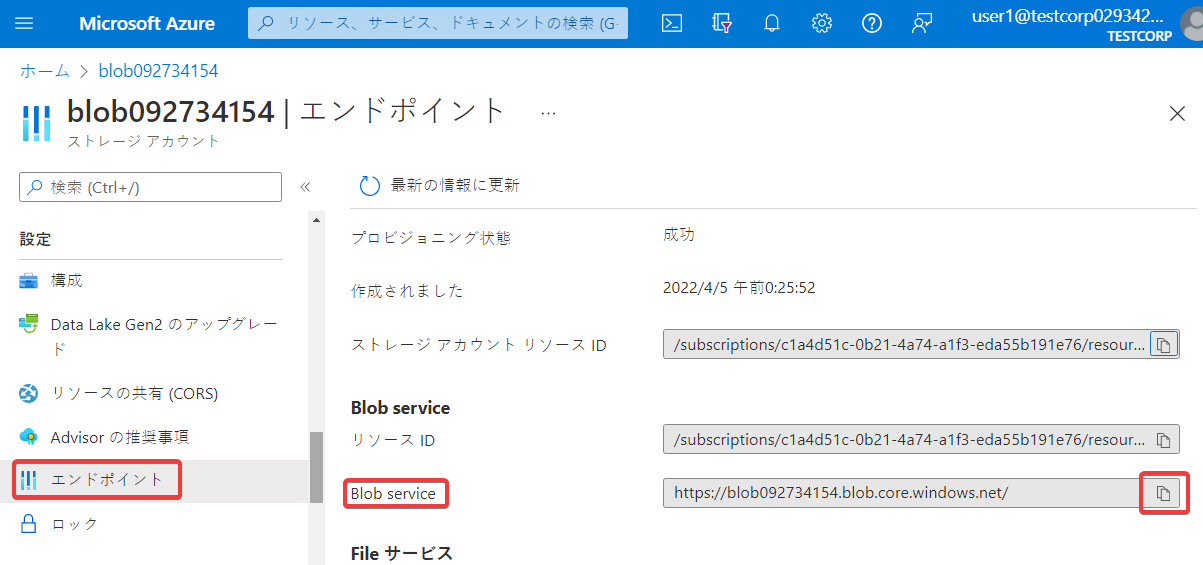 Microsoft Azure
リソース、サービス、ドキュメントの検索 (G-
user1@testcorp029342...
TESTCORP
ホーム > blob092734154
blob092734154 | エンドポイント ...
ストレージ アカウント
検索 (Ctrl+/)
«
最新の情報に更新
設定
構成
Data Lake Gen2 のアップグレー
ド
リソースの共有 (CORS)
Advisor の推奨事項
エンドポイント
ロック
プロビジョニング状態
成功
作成されました
2022/4/5 午前0:25:52
ストレージ アカウント リソース ID
/subscriptions/c1a4d51c-0b21-4a74-a1f3-eda55b191e76/resour...
Blob service
リソース ID
/subscriptions/c1a4d51c-0b21-4a74-a1f3-eda55b191e76/resour...
Blob service
https://blob092734154.blob.core.windows.net/
File サービス